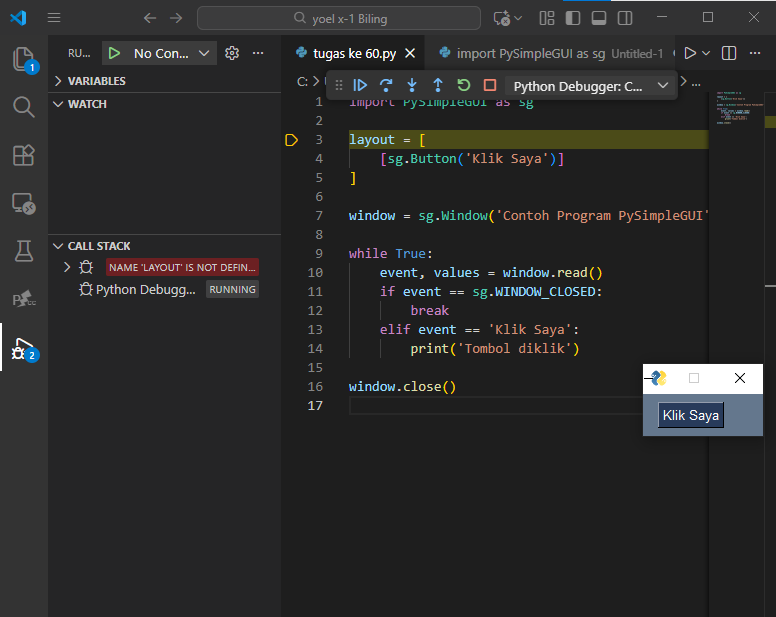 yoel x-1 Biling
RU...
No Con...
tugas ke 60.py
import PySimpleGUI as sg Untitled-1
1
VARIABLES
WATCH
C:
Python Debugger: C...
...
1 import PySimpleGUI as sg
2
3 layout = [
4 [sg.Button('Klik Saya')]
5 ]
6
7 window = sg.Window('Contoh Program PySimpleGUI'
8
9 while True:
10 event, values = window.read()
11 if event == sg.WINDOW_CLOSED:
12 break
13 elif event == 'Klik Saya':
14 print('Tombol diklik')
15
16 window.close()
17
CALL STACK
NAME 'LAYOUT' IS NOT DEFIN...
Python Debugg... RUNNING
2
Klik Saya